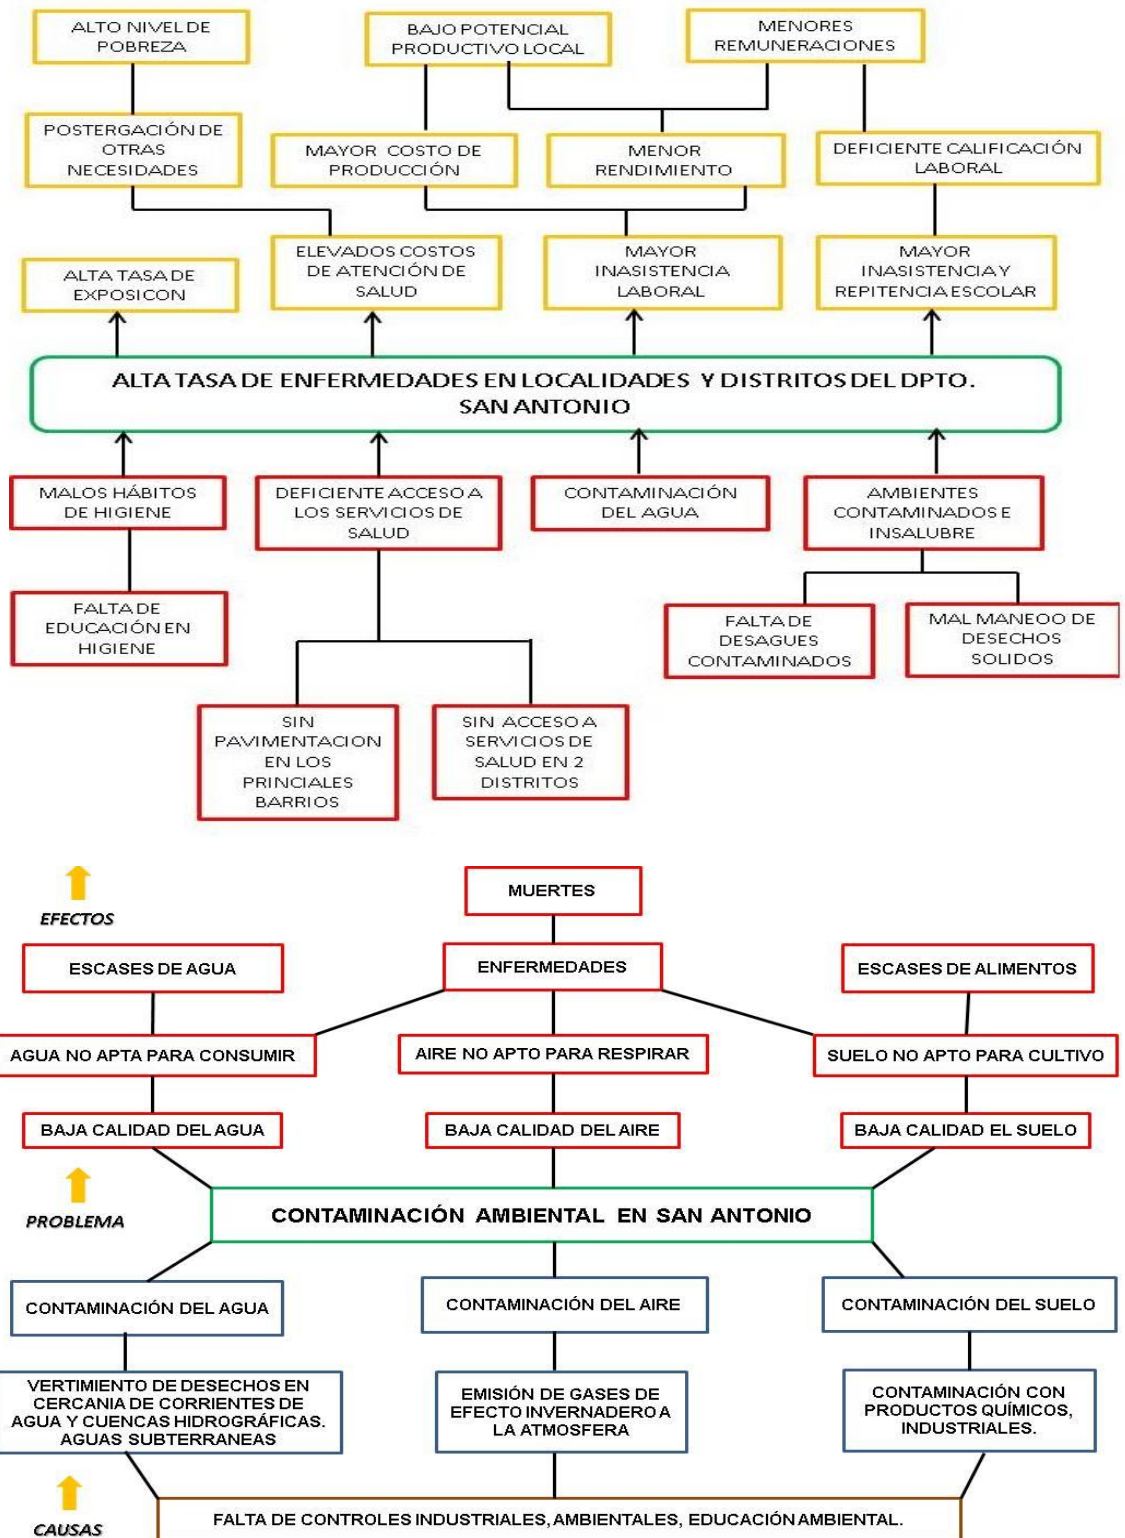 ALTO NIVEL DE
POBREZA
BAJO POTENCIAL
PRODUCTIVO LOCAL
MENORES
REMUNERACIONES
POSTERGACIÓN DE
OTRAS
NECESIDADES
MAYOR COSTO DE
PRODUCCIÓN
MENOR
RENDIMIENTO
DEFICIENTE CALIFICACIÓN
LABORAL
ALTA TASA DE
EXPOSICON
ELEVADOS COSTOS
DE ATENCIÓN DE
SALUD
MAYOR
INASISTENCIA
LABORAL
MAYOR
INASISTENCIA Y
REPITENCIA ESCOLAR
ALTA TASA DE ENFERMEDADES EN LOCALIDADES Y DISTRITOS DEL DPTO.
SAN ANTONIO
MALOS HÁBITOS
DE HIGIENE
DEFICIENTE ACCESO A
LOS SERVICIOS DE
SALUD
CONTAMINACIÓN
DEL AGUA
AMBIENTES
CONTAMINADOS E
INSALUBRE
FALTA DE
EDUCACIÓN EN
HIGIENE
FALTA DE
DESAGUES
CONTAMINADOS
MAL MANEOO DE
DESECHOS
SOLIDOS
SIN
PAVIMENTACION
EN LOS
PRINCIALES
BARRIOS
SIN ACCESO A
SERVICIOS DE
SALUD EN 2
DISTRITOS
EFECTOS
MUERTES
ESCASES DE AGUA
ENFERMEDADES
ESCASES DE ALIMENTOS
AGUA NO APTA PARA CONSUMIR
AIRE NO APTO PARA RESPIRAR
SUELO NO APTO PARA CULTIVO
BAJA CALIDAD DEL AGUA
BAJA CALIDAD DEL AIRE
BAJA CALIDAD EL SUELO
PROBLEMA
CONTAMINACIÓN AMBIENTAL EN SAN ANTONIO
CONTAMINACIÓN DEL AGUA
CONTAMINACIÓN DEL AIRE
CONTAMINACIÓN DEL SUELO
VERTIMIENTO DE DESECHOS EN
CERCANIA DE CORRIENTES DE
AGUA Y CUENCAS HIDROGRÁFICAS.
AGUAS SUBTERRANEAS
EMISIÓN DE GASES DE
EFECTO INVERNADERO A
LA ATMOSFERA
CONTAMINACIÓN CON
PRODUCTOS QUÍMICOS,
INDUSTRIALES.
CAUSAS
FALTA DE CONTROLES INDUSTRIALES, AMBIENTALES, EDUCACIÓN AMBIENTAL.